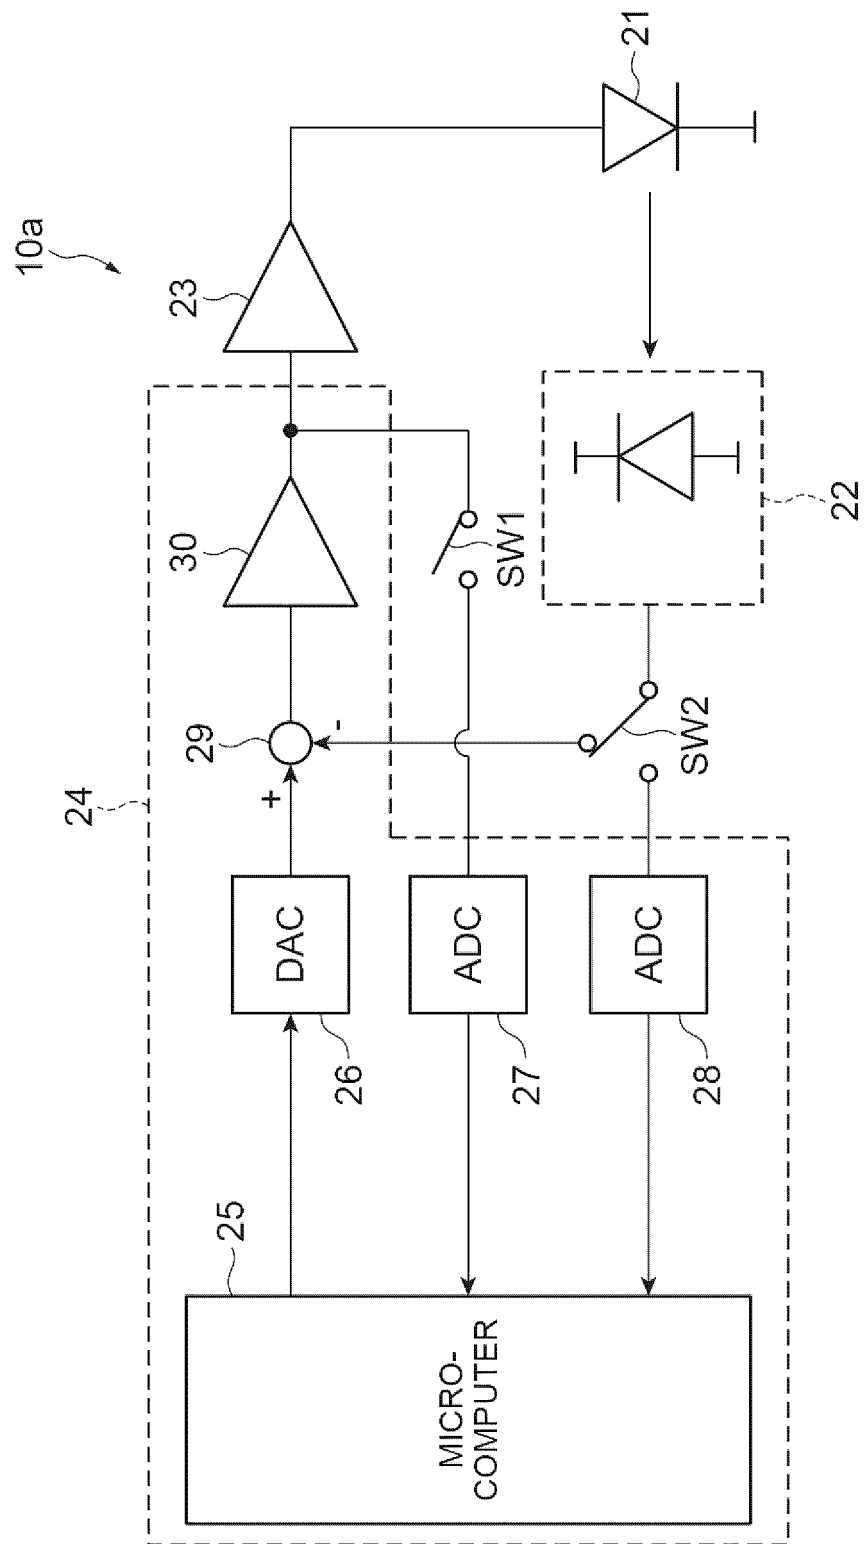 10a
24
25
MICRO-
COMPUTER
26
DAC
+
29
-
30
23
21
27
ADC
SW1
28
ADC
SW2
22